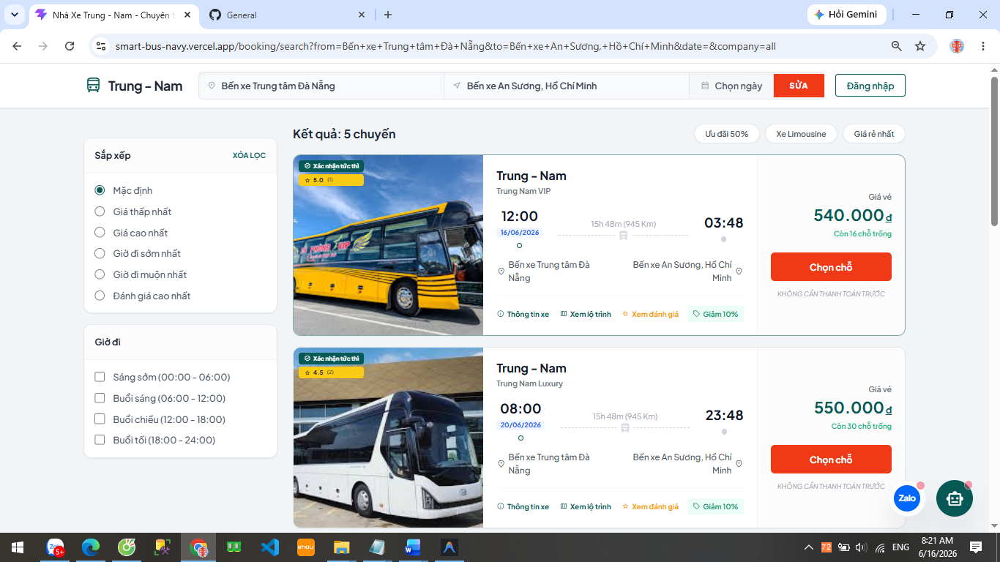 Nhà Xe Trung - Nam - Chuyên t
General
Hỏi Gemini
smart-bus-navy.vercel.app/booking/search?from=Bến+xe+Trung+tâm+Đà+Nẵng&to=Bến+xe+An+Sương,+Hồ+Chí+Minh&date=&company=all
Trung - Nam
Bến xe Trung tâm Đà Nẵng
Bến xe An Sương, Hồ Chí Minh
Chọn ngày
SỬA
Đăng nhập
Sắp xếp
XÓA LỌC
Mặc định
Giá thấp nhất
Giá cao nhất
Giờ đi sớm nhất
Giờ đi muộn nhất
Đánh giá cao nhất
Giờ đi
Sáng sớm (00:00 - 06:00)
Buổi sáng (06:00 - 12:00)
Buổi chiều (12:00 - 18:00)
Buổi tối (18:00 - 24:00)
Kết quả: 5 chuyến
Ưu đãi 50%
Xe Limousine
Giá rẻ nhất
Xác nhận tức thì
5.0 (1)
VIP
Trung - Nam
Trung Nam VIP
12:00
16/06/2026
15h 48m (945 Km)
03:48
Bến xe Trung tâm Đà
Nẵng
Bến xe An Sương, Hồ Chí
Minh
Thông tin xe
Xem lộ trình
Xem đánh giá
Giảm 10%
Giá vé
540.000đ
Còn 16 chỗ trống
Chọn chỗ
KHÔNG CẦN THANH TOÁN TRƯỚC
Xác nhận tức thì
4.5 (2)
Trung - Nam
Trung Nam Luxury
08:00
20/06/2026
15h 48m (945 Km)
23:48
Bến xe Trung tâm Đà
Nẵng
Bến xe An Sương, Hồ Chí
Minh
Thông tin xe
Xem lộ trình
Xem đánh giá
Giảm 10%
Giá vé
550.000đ
Còn 30 chỗ trống
Chọn chỗ
KHÔNG CẦN THANH TOÁN TRƯỚC
Zalo
5+
imou
72
ENG
8:21 AM
6/16/2026